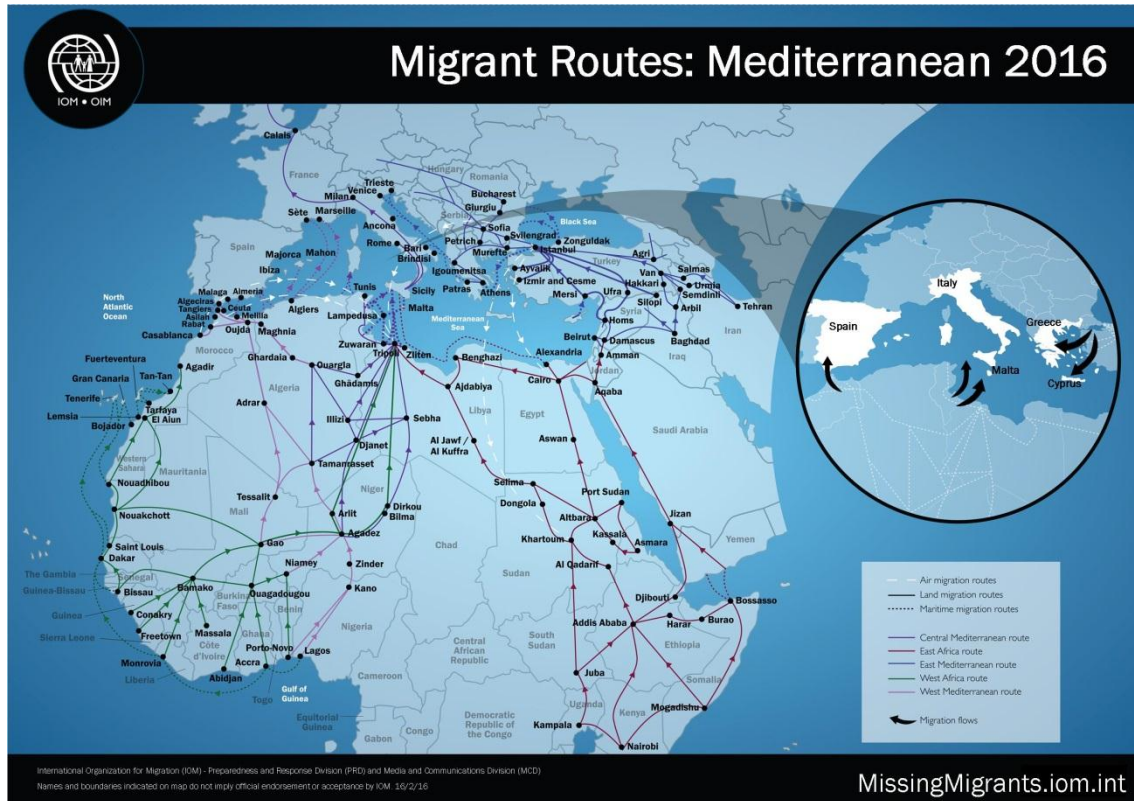 IOM • OIM
Migrant Routes: Mediterranean 2016
Calais
France
Hungary
Romania
Trieste
Venice
Milan
Bucharest
Giurgiu
Serbia
Sète
Marseille
Black Sea
Sofia
Svilengrad
Ancona
Rome
Bari
Brindisi
Petrich
Murefte
Istanbul
Zonguldak
Spain
Majorca
Mahon
Ibiza
Igoumenitsa
Turkey
Agri
Van
Salmas
Ayvalik
Izmir and Cesme
Hakkari
Urmia
Semdinli
Patras
Athens
Mersi
Ufra
Silopi
Tehran
Malaga
Almeria
Algeciras
Ceuta
Tangiers
Melilla
Asilah
Rabat
Oujda
Casablanca
Maghnia
North
Atlantic
Ocean
Algiers
Tunis
Sicily
Malta
Lampedusa
Mediterranean
Sea
Syria
Arbil
Homs
Iran
Beirut
Damascus
Baghdad
Zuwaran
Tripoli
Zliten
Benghazi
Alexandria
Amman
Iraq
Jordan
Morocco
Fuerteventura
Agadir
Ghardaia
Ouargla
Ghādamis
Ajdabiya
Cairo
Aqaba
Gran Canaria
Tan-Tan
Tenerife
Algeria
Libya
Egypt
Lemsia
Tarfaya
El Aiun
Bojador
Adrar
Illizi
Sebha
Saudi Arabia
Djanet
Al Jawf /
Al Kuffra
Aswan
Western
Sahara
Mauritania
Tamanrasset
Nouadhibou
Selima
Tessalit
Niger
Dirkou
Bilma
Dongola
Port Sudan
Mali
Nouakchott
Arlit
Altbara
Jizan
Agadez
Khartoum
Kassala
Asmara
Yemen
Saint Louis
Gao
Dakar
Niamey
Zinder
Chad
Sudan
Al Qadarif
The Gambia
Senegal
Guinea-Bissau
Bissau
Bamako
Burkina
Faso
Ouagadougou
Benin
Kano
Djibouti
Bossasso
Guinea
Conakry
Addis Ababa
Harar
Burao
Sierra Leone
Freetown
Massala
Ghana
Nigeria
South
Sudan
Ethiopia
Côte
d'Ivoire
Porto-Novo
Lagos
Central
African
Republic
Monrovia
Accra
Liberia
Abidjan
Togo
Gulf of
Guinea
Cameroon
Juba
Somalia
Mogadishu
Equitorial
Guinea
Uganda
Kampala
Kenya
Democratic
Republic of
the Congo
Congo
Gabon
Nairobi
Italy
Spain
Greece
Malta
Cyprus
Air migration routes
Land migration routes
Maritime migration routes
Central Mediterranean route
East Africa route
East Mediterranean route
West Africa route
West Mediterranean route
Migration flows
International Organization for Migration (IOM) - Preparedness and Response Division (PRD) and Media and Communications Division (MCD)
Names and boundaries indicated on map do not imply official endorsement or acceptance by IOM. 16/2/16
MissingMigrants.iom.int